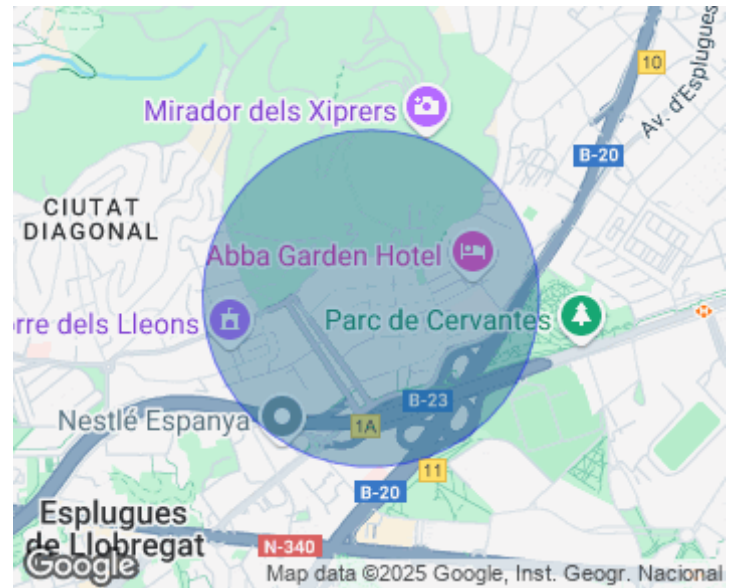 10
Av. d'Esplugues
Mirador dels Xiprers
B-20
CIUTAT
DIAGONAL
Abba Garden Hotel
rre dels Lleons
Parc de Cervantes
B-23
Nestlé Espanya
1A
11
B-20
Esplugues
de Llobregat
N-340
Google
Map data ©2025 Google, Inst. Geogr. Nacional